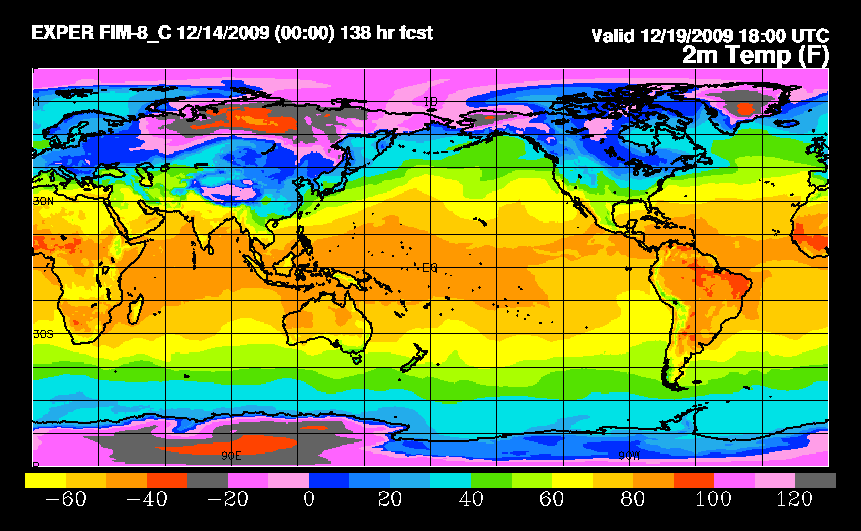 EXPER FIM-8_C 12/14/2009 (00:00) 138 hr fcst
Valid 12/19/2009 18:00 UTC
2m Temp (F)
ID
30N
EQ
30S
90E
90W
-60 -40 -20 0 20 40 60 80 100 120